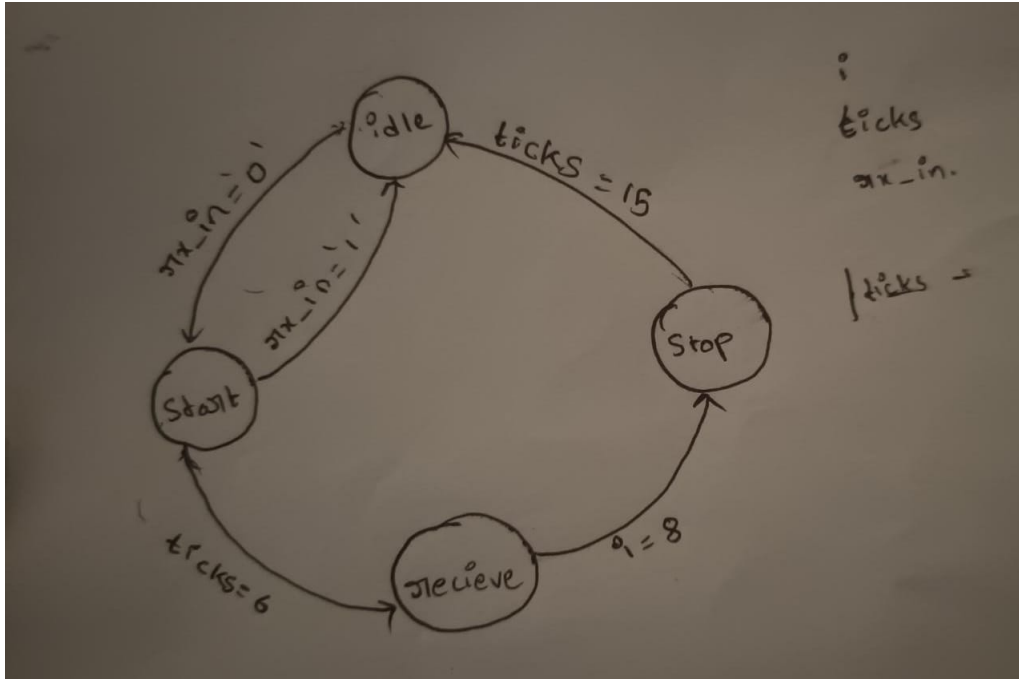 idle
ticks = 15
rx_in = '0'
rx_in = '1'
Start
Stop
recieve
ticks = 6
i = 8
i
ticks
rx_in.
ticks =